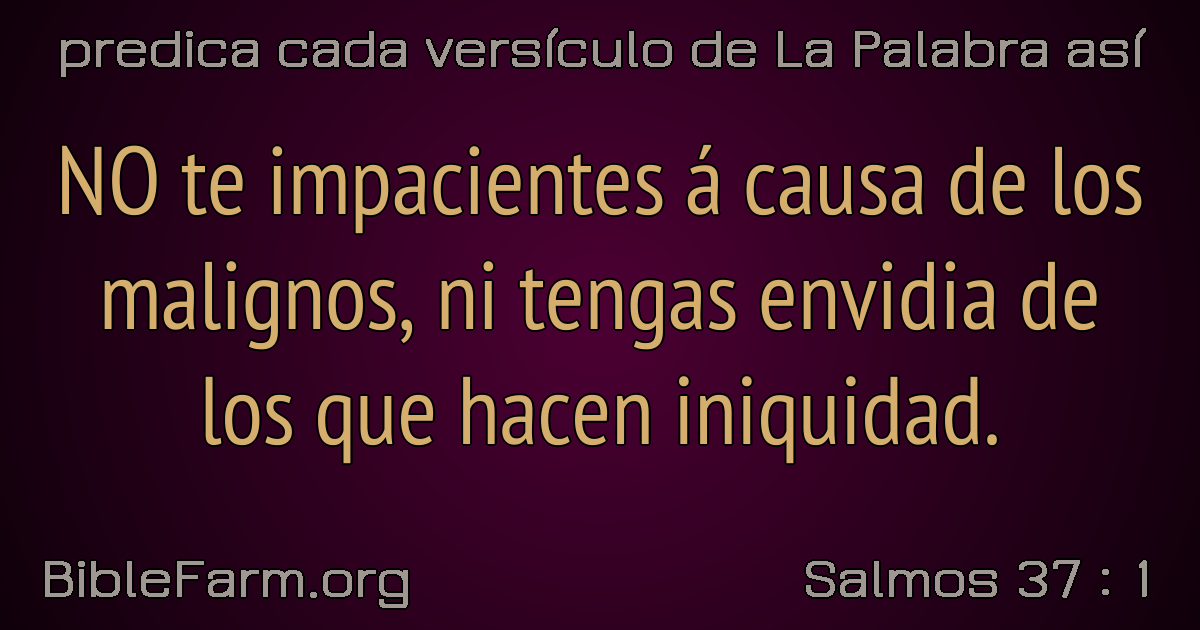 predica cada versículo de La Palabra así
NO te impacientes á causa de los
malignos, ni tengas envidia de
los que hacen iniquidad.
BibleFarm.org
Salmos 37 : 1